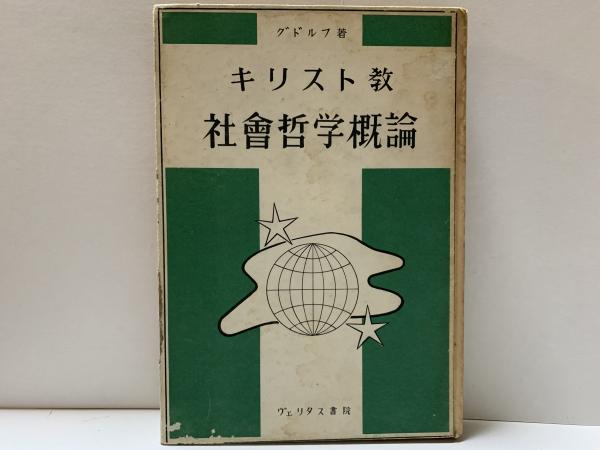 グドルフ著
キリスト教
社會哲学概論
ヴェリタス書院